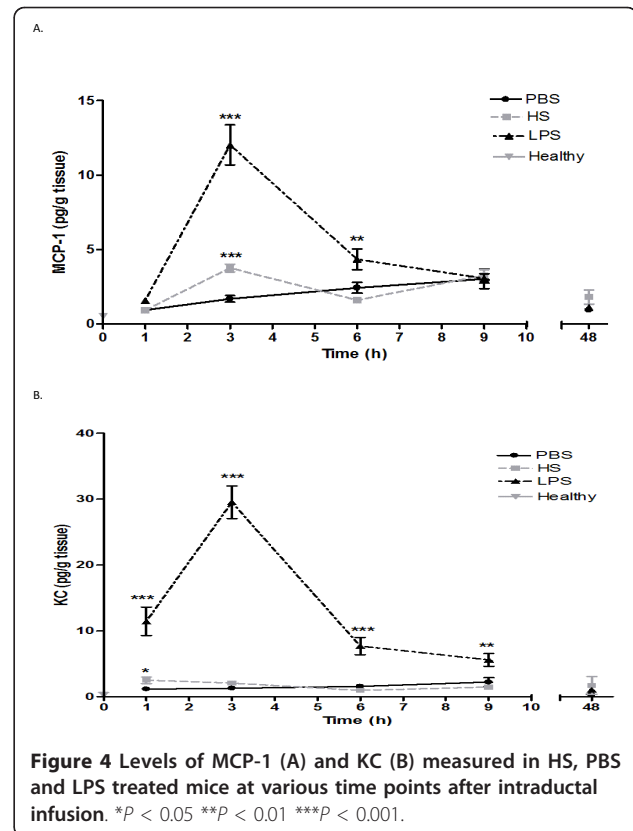 A.
15
10
5
0
MCP-1 (pg/g tissue)
***
***
**
PBS
HS
LPS
Healthy
0 1 2 3 4 5 6 7 8 9 10 48
Time (h)
B.
40
30
20
10
0
KC (pg/g tissue)
***
*
***
***
**
PBS
HS
LPS
Healthy
0 1 2 3 4 5 6 7 8 9 10 48
Time (h)
Figure 4 Levels of MCP-1 (A) and KC (B) measured in HS, PBS
and LPS treated mice at various time points after intraductal
infusion. *P < 0.05 **P < 0.01 ***P < 0.001.